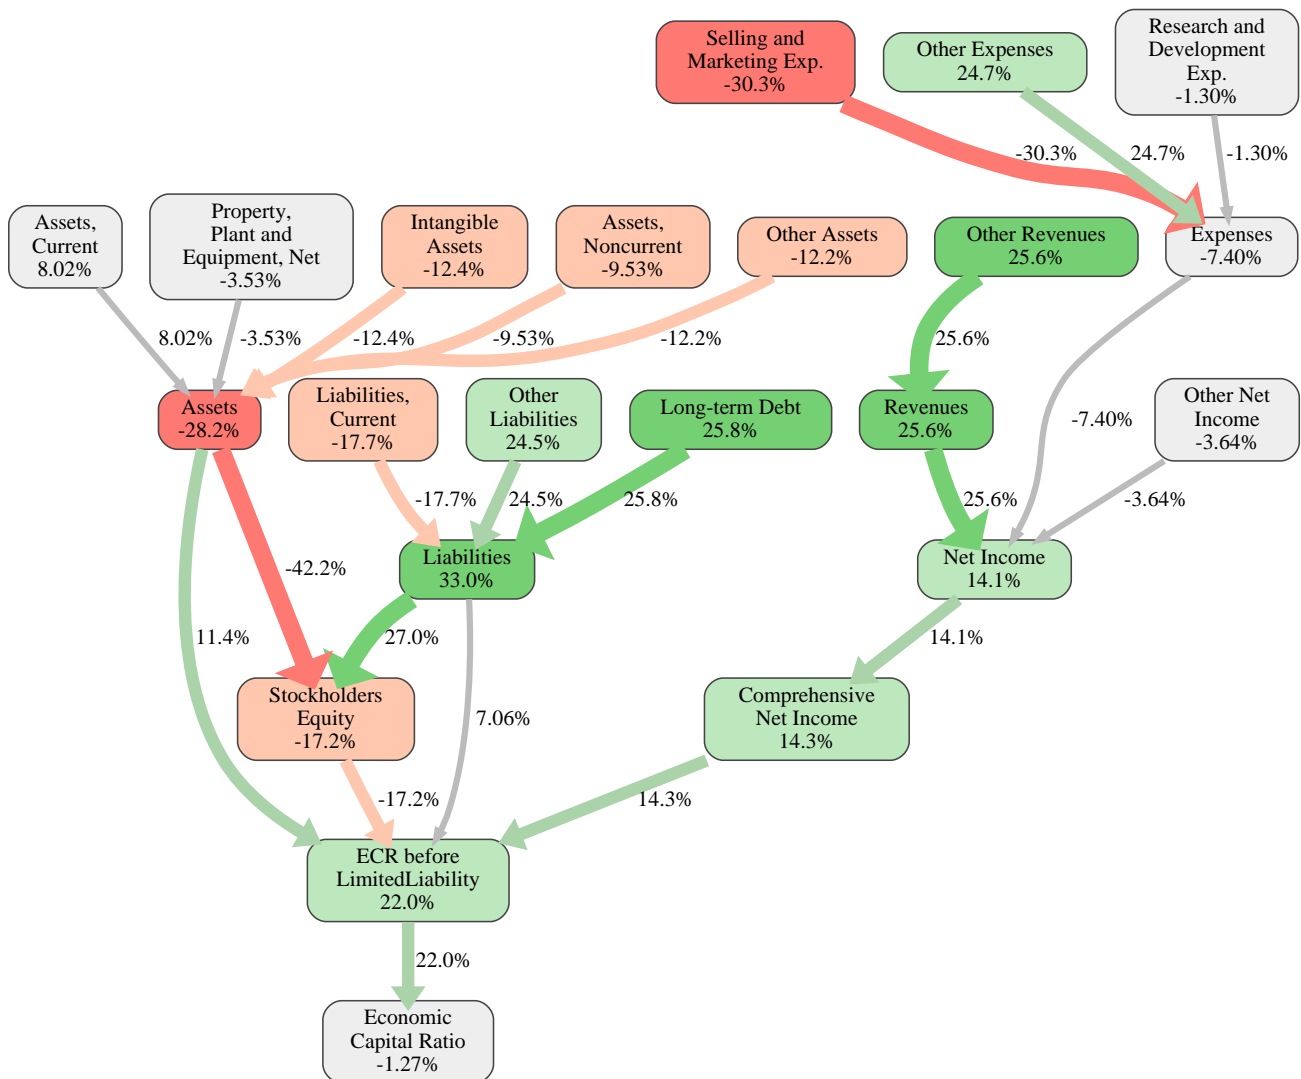 Selling and
Marketing Exp.
-30.3%
Other Expenses
24.7%
Research and
Development
Exp.
-1.30%
-30.3%
24.7%
-1.30%
Assets,
Current
8.02%
Property,
Plant and
Equipment, Net
-3.53%
Intangible
Assets
-12.4%
Assets,
Noncurrent
-9.53%
Other Assets
-12.2%
Other Revenues
25.6%
Expenses
-7.40%
8.02%
-3.53%
-12.4%
-9.53%
-12.2%
25.6%
-7.40%
Assets
-28.2%
Liabilities,
Current
-17.7%
Other
Liabilities
24.5%
Long-term Debt
25.8%
Revenues
25.6%
Other Net
Income
-3.64%
-17.7%
24.5%
25.8%
25.6%
-3.64%
-42.2%
Liabilities
33.0%
Net Income
14.1%
11.4%
27.0%
14.1%
Stockholders
Equity
-17.2%
7.06%
Comprehensive
Net Income
14.3%
-17.2%
14.3%
ECR before
LimitedLiability
22.0%
22.0%
Economic
Capital Ratio
-1.27%